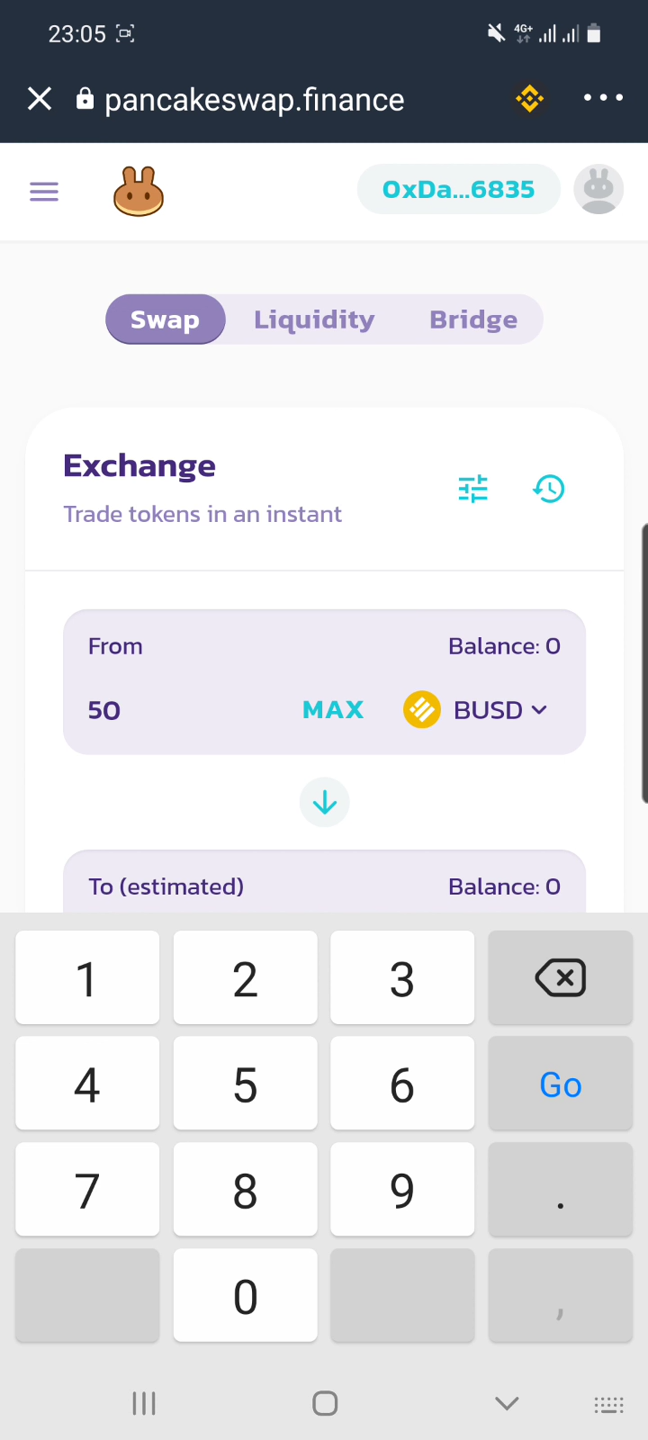 23:05 4G+
pancakeswap.finance
0xDa...6835
Swap Liquidity Bridge
Exchange
Trade tokens in an instant
From Balance: 0
50 MAX BUSD
To (estimated) Balance: 0
1 2 3
4 5 6 Go
7 8 9 .
0 ,